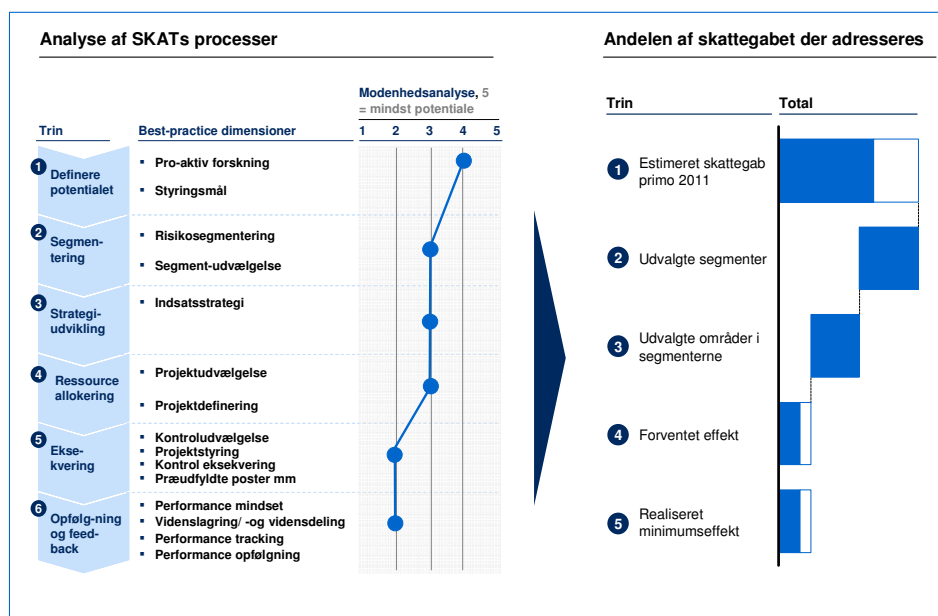 Analyse af SKATs processer
Modenhedsanalyse, 5
= mindst potentiale
Trin
Best-practice dimensioner
1 2 3 4 5
1
Definere
potentialet
▪ Pro-aktiv forskning
▪ Styringsmål
2
Segmen-
tering
▪ Risikosegmentering
▪ Segment-udvælgelse
3
Strategi-
udvikling
▪ Indsatsstrategi
4
Ressource
allokering
▪ Projektudvælgelse
▪ Projektdefinering
5
Ekse-
kvering
▪ Kontroludvælgelse
▪ Projektstyring
▪ Kontrol eksekvering
▪ Præudfyldte poster mm
6
Opfølg-ning
og feed-
back
▪ Performance mindset
▪ Videnslagring/ -og vidensdeling
▪ Performance tracking
▪ Performance opfølgning
Andelen af skattegabet der adresseres
Trin
Total
1
Estimeret skattegab
primo 2011
2
Udvalgte segmenter
3
Udvalgte områder i
segmenterne
4
Forventet effekt
5
Realiseret
minimumseffekt